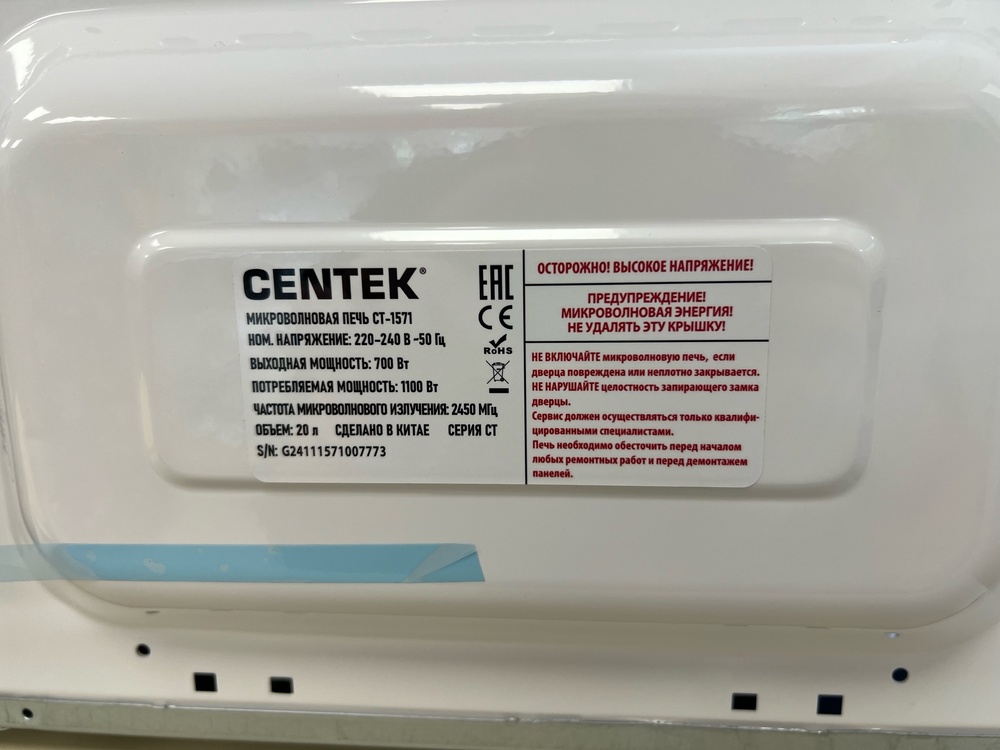 CENTEK®
МИКРОВОЛНОВАЯ ПЕЧЬ CT-1571
НОМ. НАПРЯЖЕНИЕ: 220-240 В ~50 Гц
ВЫХОДНАЯ МОЩНОСТЬ: 700 Вт
ПОТРЕБЛЯЕМАЯ МОЩНОСТЬ: 1100 Вт
ЧАСТОТА МИКРОВОЛНОВОГО ИЗЛУЧЕНИЯ: 2450 МГц
ОБЪЕМ: 20 л СДЕЛАНО В КИТАЕ СЕРИЯ СТ
S/N: G24111571007773
EAC
CE
RoHS
ОСТОРОЖНО! ВЫСОКОЕ НАПРЯЖЕНИЕ!
ПРЕДУПРЕЖДЕНИЕ!
МИКРОВОЛНОВАЯ ЭНЕРГИЯ!
НЕ УДАЛЯТЬ ЭТУ КРЫШКУ!
НЕ ВКЛЮЧАЙТЕ микроволновую печь, если
дверца повреждена или неплотно закрывается.
НЕ НАРУШАЙТЕ целостность запирающего замка
дверцы.
Сервис должен осуществляться только квалифи-
цированными специалистами.
Печь необходимо обесточить перед началом
любых ремонтных работ и перед демонтажем
панелей.